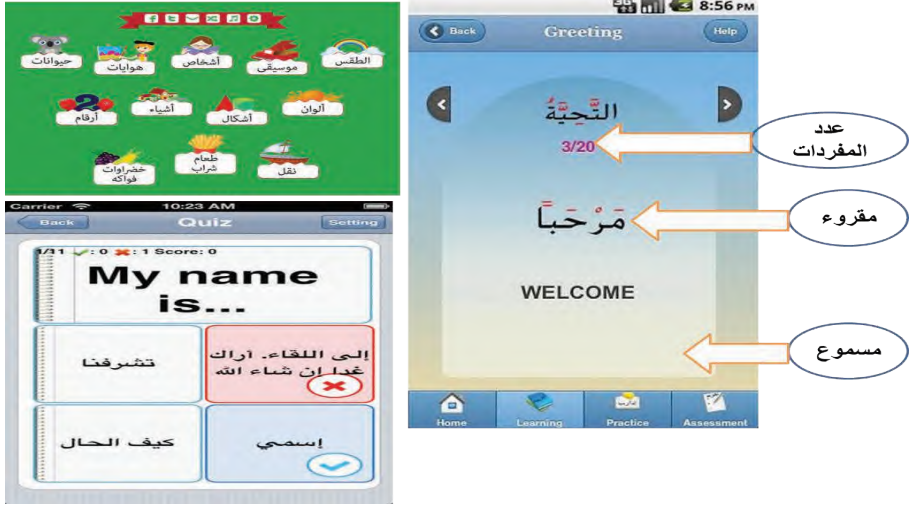 الطقس
موسيقى
أشخاص
هوايات
حيوانات
ألوان
أشكال
أشياء
أرقام
2
نقل
طعام
شراب
خضراوات
فواكه
Carrier 10:23 AM
Back Quiz Setting
1/11 ✓: 0 ✖: 1 Score: 0
My name
is...
تشرفنا
إلى اللقاء. أراك
غدا إن شاء الله
كيف الحال
إسمي
8:56 PM
Back Greeting Help
التَّحِيَّةُ
3/20
مَرْحَباً
WELCOME
Home Learning Practice Assessment
عدد
المفردات
مقروء
مسموع